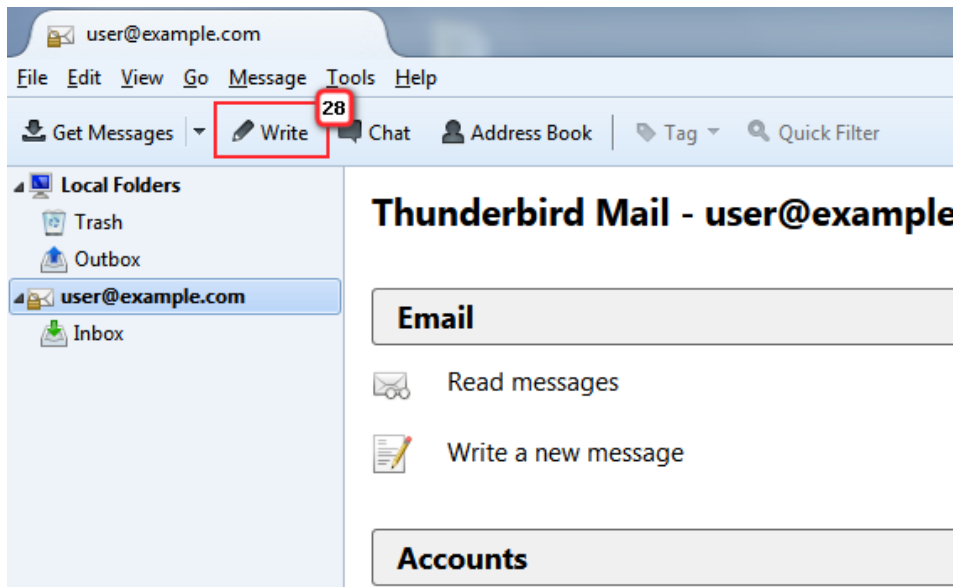 user@example.com
File Edit View Go Message Tools Help
28
Get Messages Write Chat Address Book Tag Quick Filter
Local Folders
Trash
Outbox
user@example.com
Inbox
Thunderbird Mail - user@example
Email
Read messages
Write a new message
Accounts